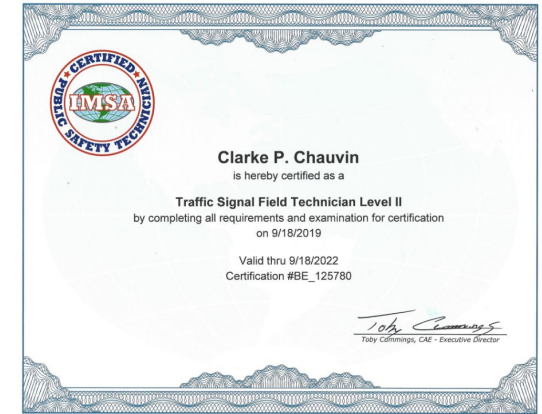 CERTIFIED
IMSA
PUBLIC SAFETY TECHNICIAN
Clarke P. Chauvin
is hereby certified as a
Traffic Signal Field Technician Level II
by completing all requirements and examination for certification
on 9/18/2019
Valid thru 9/18/2022
Certification #BE_125780
Toby Cummings
Toby Cummings, CAE - Executive Director